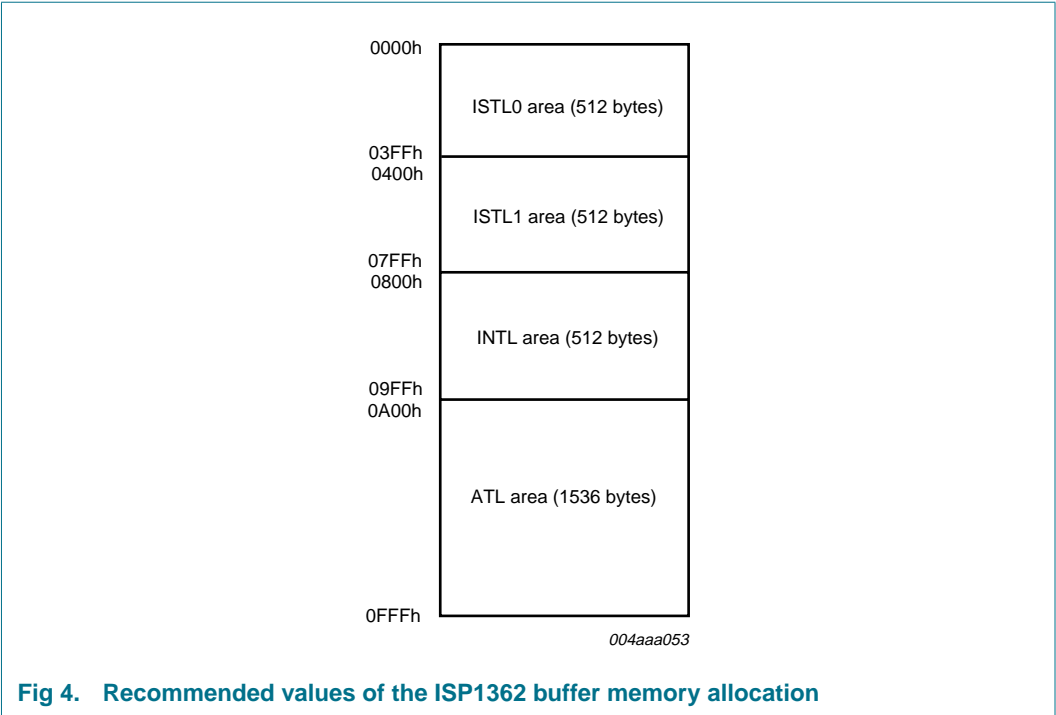 0000h
ISTL0 area (512 bytes)
03FFh
0400h
ISTL1 area (512 bytes)
07FFh
0800h
INTL area (512 bytes)
09FFh
0A00h
ATL area (1536 bytes)
0FFFh
004aaa053
Fig 4. Recommended values of the ISP1362 buffer memory allocation